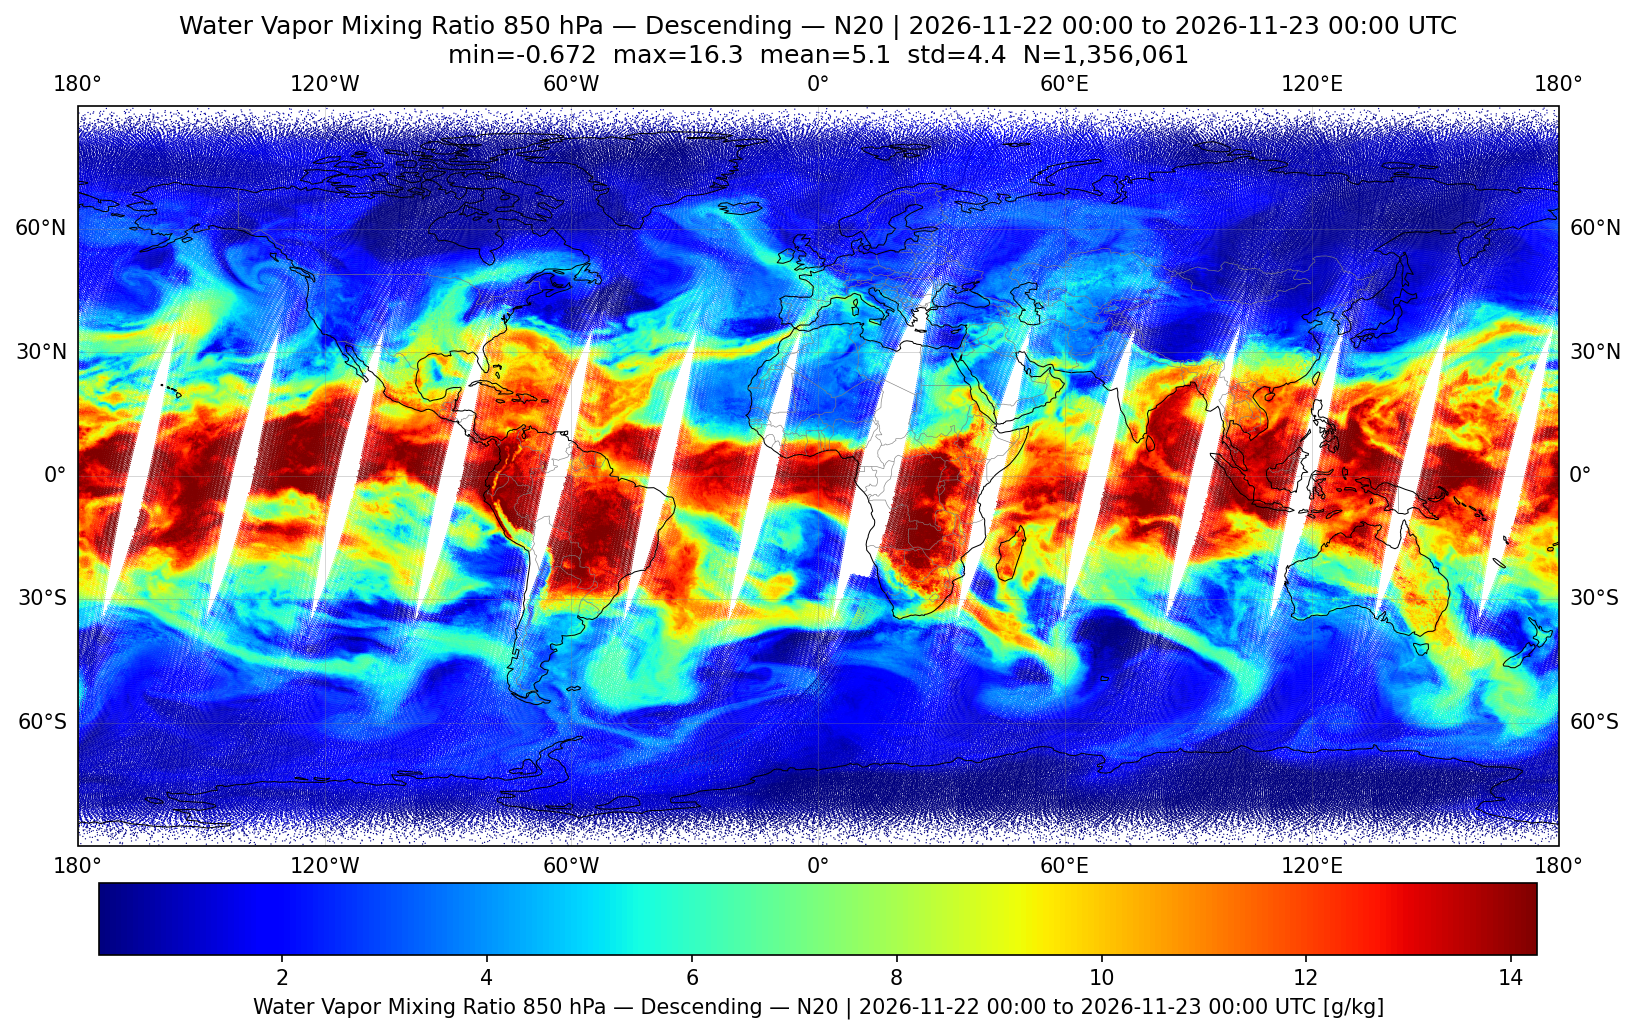 Water Vapor Mixing Ratio 850 hPa — Descending — N20 | 2026-11-22 00:00 to 2026-11-23 00:00 UTC
min=-0.672 max=16.3 mean=5.1 std=4.4 N=1,356,061
180° 120°W 60°W 0° 60°E 120°E 180°
60°N 60°N
30°N 30°N
0° 0°
30°S 30°S
60°S 60°S
180° 120°W 60°W 0° 60°E 120°E 180°
2 4 6 8 10 12 14
Water Vapor Mixing Ratio 850 hPa — Descending — N20 | 2026-11-22 00:00 to 2026-11-23 00:00 UTC [g/kg]